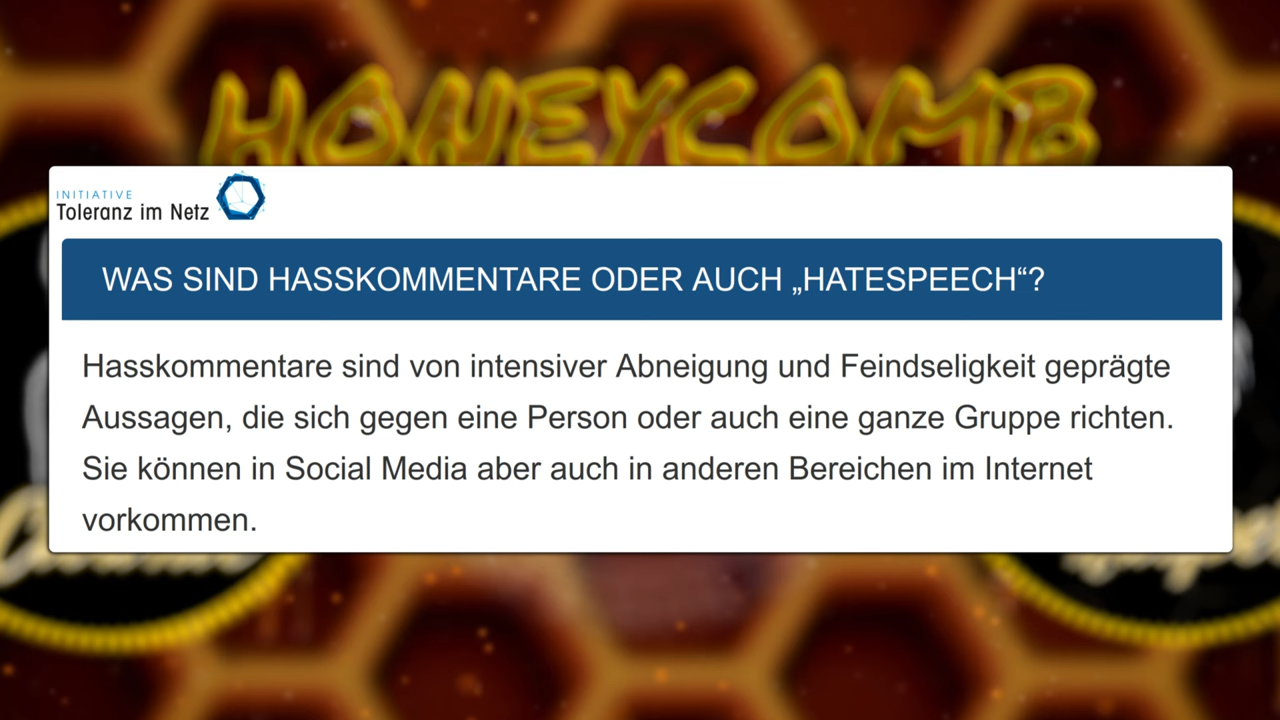 HONEYCOMB
INITIATIVE
Toleranz im Netz
WAS SIND HASSKOMMENTARE ODER AUCH „HATESPEECH“?
Hasskommentare sind von intensiver Abneigung und Feindseligkeit geprägte
Aussagen, die sich gegen eine Person oder auch eine ganze Gruppe richten.
Sie können in Social Media aber auch in anderen Bereichen im Internet
vorkommen.